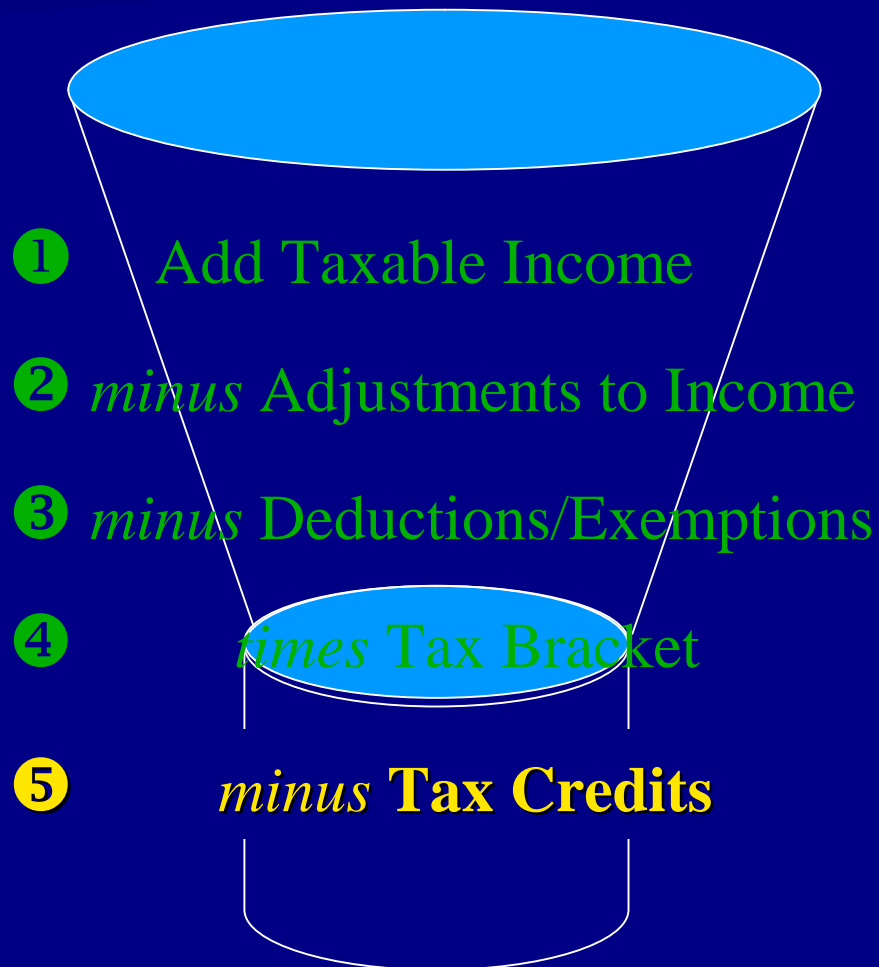 ❶ Add Taxable Income
❷ minus Adjustments to Income
❸ minus Deductions/Exemptions
❹ times Tax Bracket
❺ minus Tax Credits